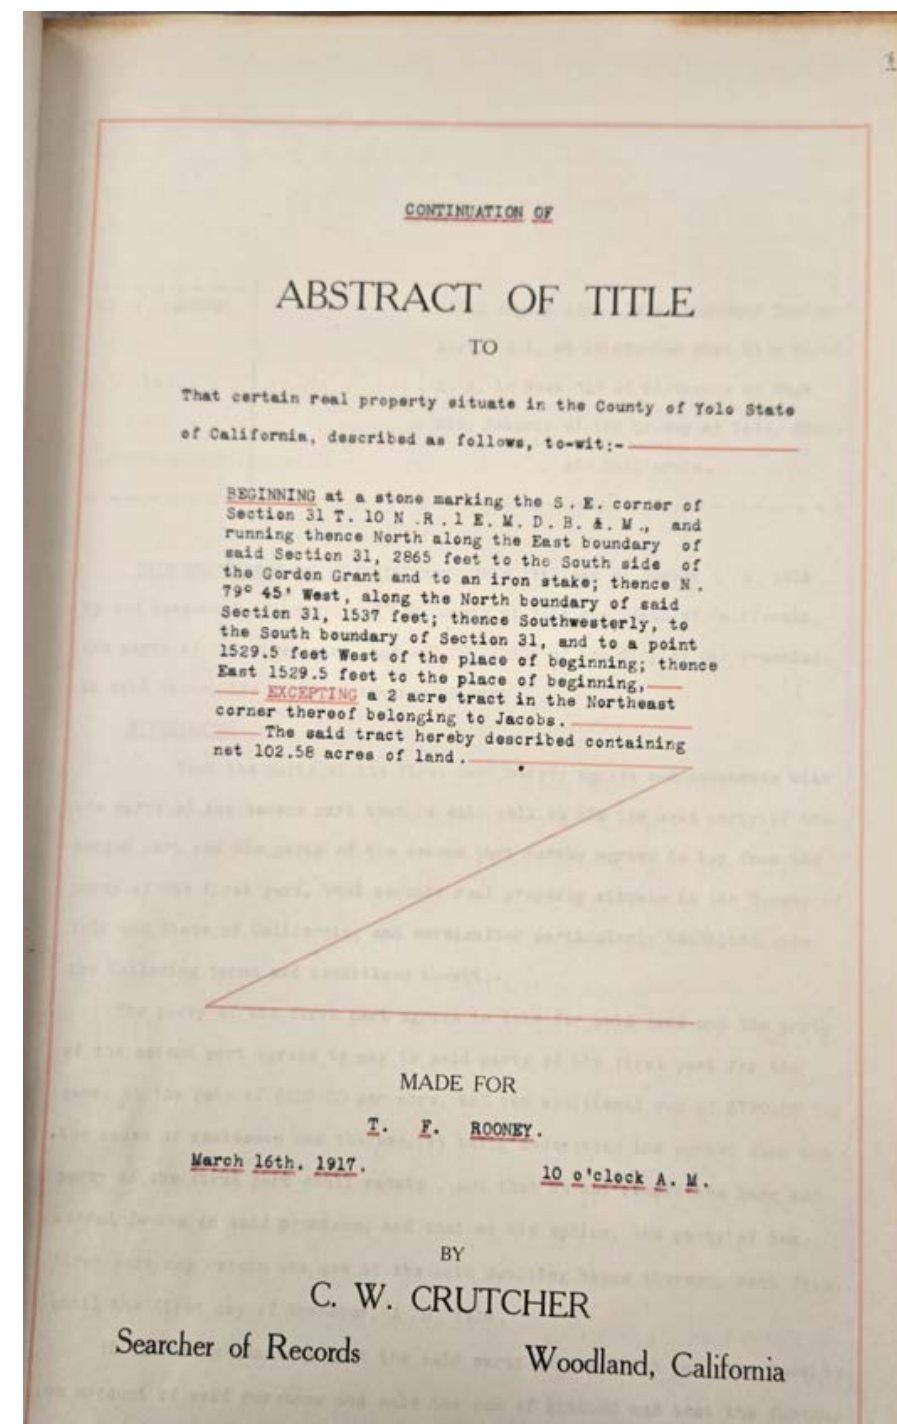 CONTINUATION OF
ABSTRACT OF TITLE
TO
That certain real property situate in the County of Yolo State
of California, described as follows, to-wit:-
BEGINNING at a stone marking the S. E. corner of
Section 31 T. 10 N .R. 1 E. M. D. B. &. M., and
running thence North along the East boundary of
said Section 31, 2865 feet to the South side of
the Gordon Grant and to an iron stake; thence N.
79° 45' West, along the North boundary of said
Section 31, 1537 feet; thence Southwesterly, to
the South boundary of Section 31, and to a point
1529.5 feet West of the place of beginning; thence
East 1529.5 feet to the place of beginning,
EXCEPTING a 2 acre tract in the Northeast
corner thereof belonging to Jacobs.
The said tract hereby described containing
net 102.58 acres of land.
MADE FOR
T. F. ROONEY.
March 16th. 1917. 10 o'clock A. M.
BY
C. W. CRUTCHER
Searcher of Records Woodland, California